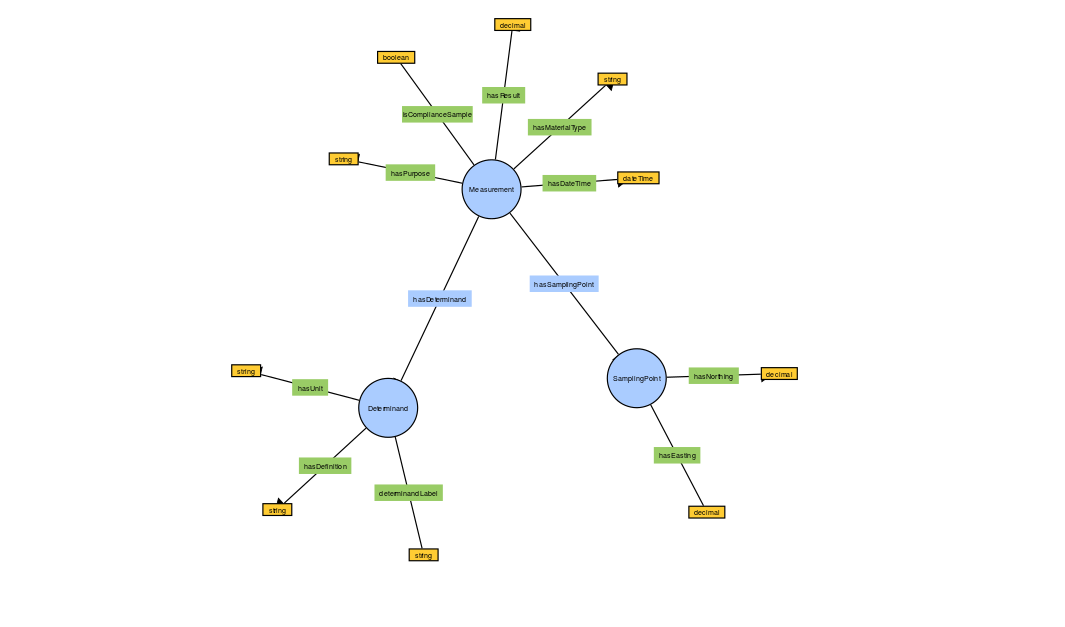 decimal
boolean
string
hasResult
isComplianceSample
hasMaterialType
string
hasPurpose
hasDateTime
dateTime
Measurement
hasSamplingPoint
hasDeterminand
string
hasUnit
SamplingPoint
hasNorthing
decimal
Determinand
hasEasting
hasDefinition
determinandLabel
string
decimal
string